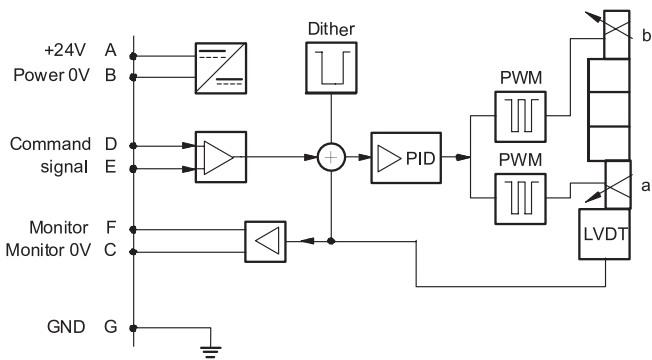 Dither
+24V A
Power 0V B
b
PWM
Command D
signal E
PID
PWM
a
Monitor F
Monitor 0V C
LVDT
GND G